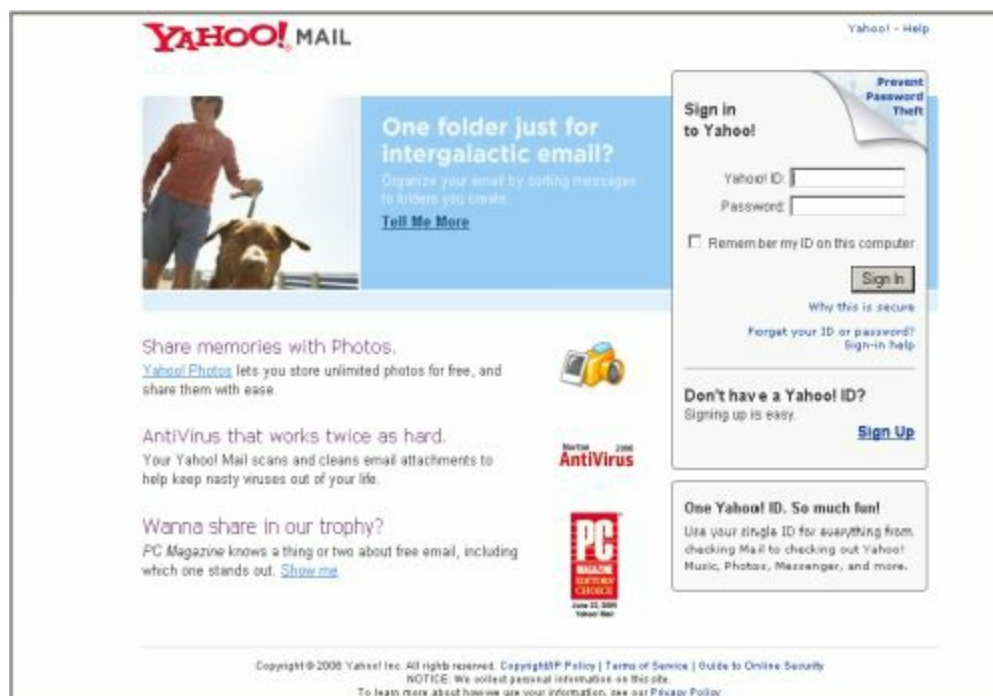 YAHOO! MAIL
Yahoo! - Help
One folder just for
intergalactic email?
Organize your email by sorting messages
to folders you create.
Tell Me More
Prevent
Password
Theft
Sign in
to Yahoo!
Yahoo! ID:
Password:
Remember my ID on this computer
Sign In
Why this is secure
Forget your ID or password?
Sign-in help
Don't have a Yahoo! ID?
Signing up is easy.
Sign Up
Share memories with Photos.
Yahoo! Photos lets you store unlimited photos for free, and
share them with ease.
AntiVirus that works twice as hard.
Your Yahoo! Mail scans and cleans email attachments to
help keep nasty viruses out of your life.
Norton 2006
AntiVirus
Wanna share in our trophy?
PC Magazine knows a thing or two about free email, including
which one stands out. Show me
PC
MAGAZINE
EDITORS'
CHOICE
June 22, 2005
Yahoo! Mail
One Yahoo! ID. So much fun!
Use your single ID for everything from
checking Mail to checking out Yahoo!
Music, Photos, Messenger, and more.
Copyright © 2006 Yahoo! Inc. All rights reserved. Copyright/IP Policy | Terms of Service | Guide to Online Security
NOTICE: We collect personal information on this site.
To learn more about how we use your information, see our Privacy Policy